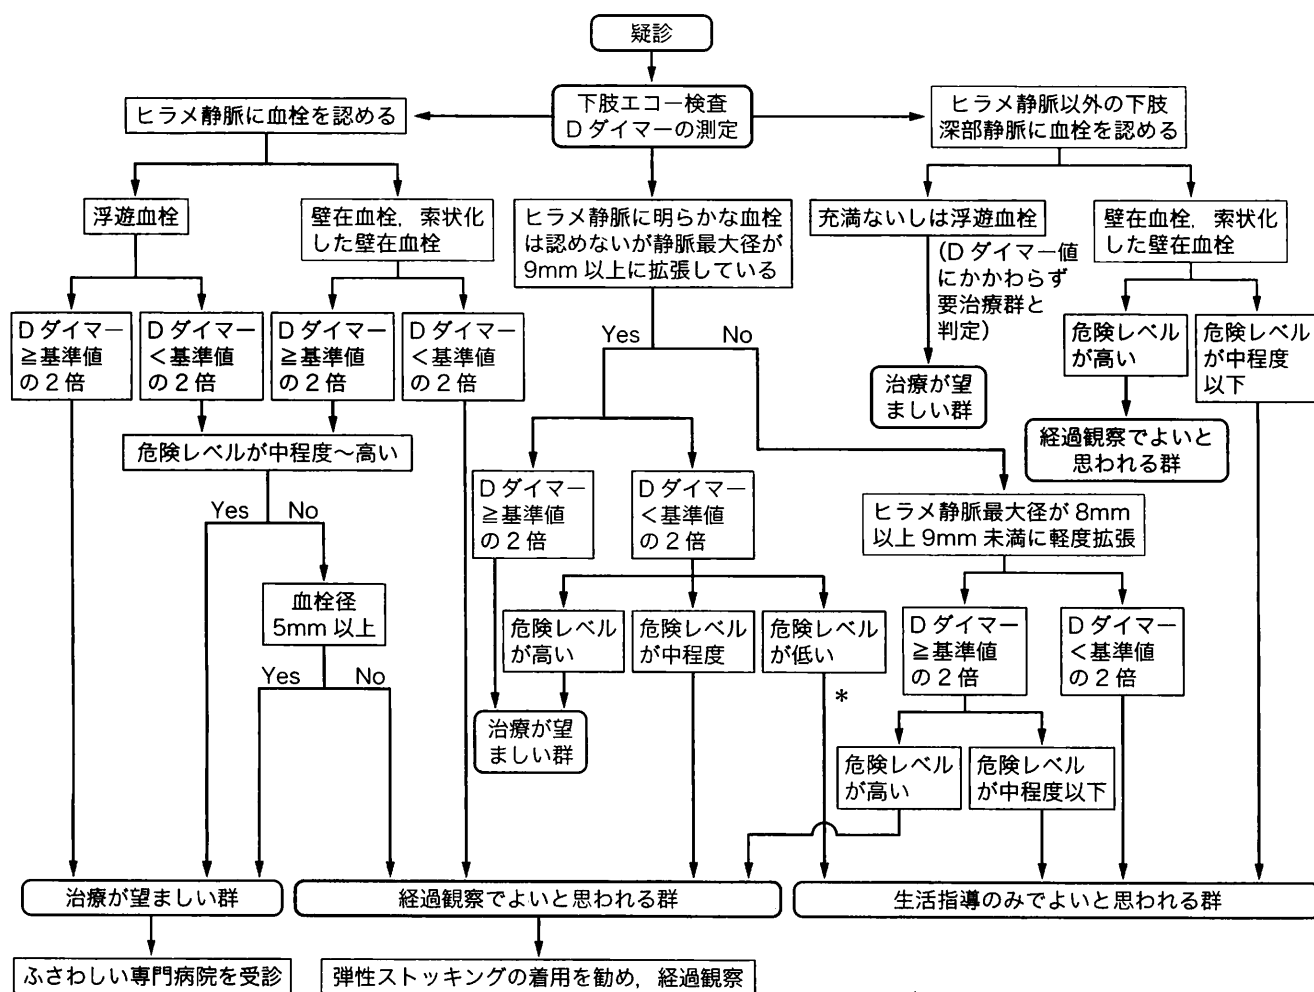 疑診
下肢エコー検査
Dダイマーの測定
ヒラメ静脈に血栓を認める
ヒラメ静脈以外の下肢
深部静脈に血栓を認める
浮遊血栓
壁在血栓，索状化
した壁在血栓
ヒラメ静脈に明らかな血栓
は認めないが静脈最大径が
9mm以上に拡張している
充満ないしは浮遊血栓
(Dダイマー値
にかかわらず
要治療群と
判定)
壁在血栓，索状化
した壁在血栓
Dダイマー
≧基準値
の2倍
Dダイマー
<基準値
の2倍
Dダイマー
≧基準値
の2倍
Dダイマー
<基準値
の2倍
Yes
No
治療が望
ましい群
危険レベル
が高い
危険レベル
が中程度
以下
経過観察でよいと
思われる群
危険レベルが中程度～高い
Yes
No
Dダイマー
≧基準値
の2倍
Dダイマー
<基準値
の2倍
ヒラメ静脈最大径が8mm
以上9mm未満に軽度拡張
血栓径
5mm以上
Yes
No
危険レベル
が高い
危険レベル
が中程度
危険レベル
が低い
*
Dダイマー
≧基準値
の2倍
Dダイマー
<基準値
の2倍
治療が望
ましい群
危険レベル
が高い
危険レベル
が中程度以下
治療が望ましい群
経過観察でよいと思われる群
生活指導のみでよいと思われる群
ふさわしい専門病院を受診
弾性ストッキングの着用を勧め，経過観察